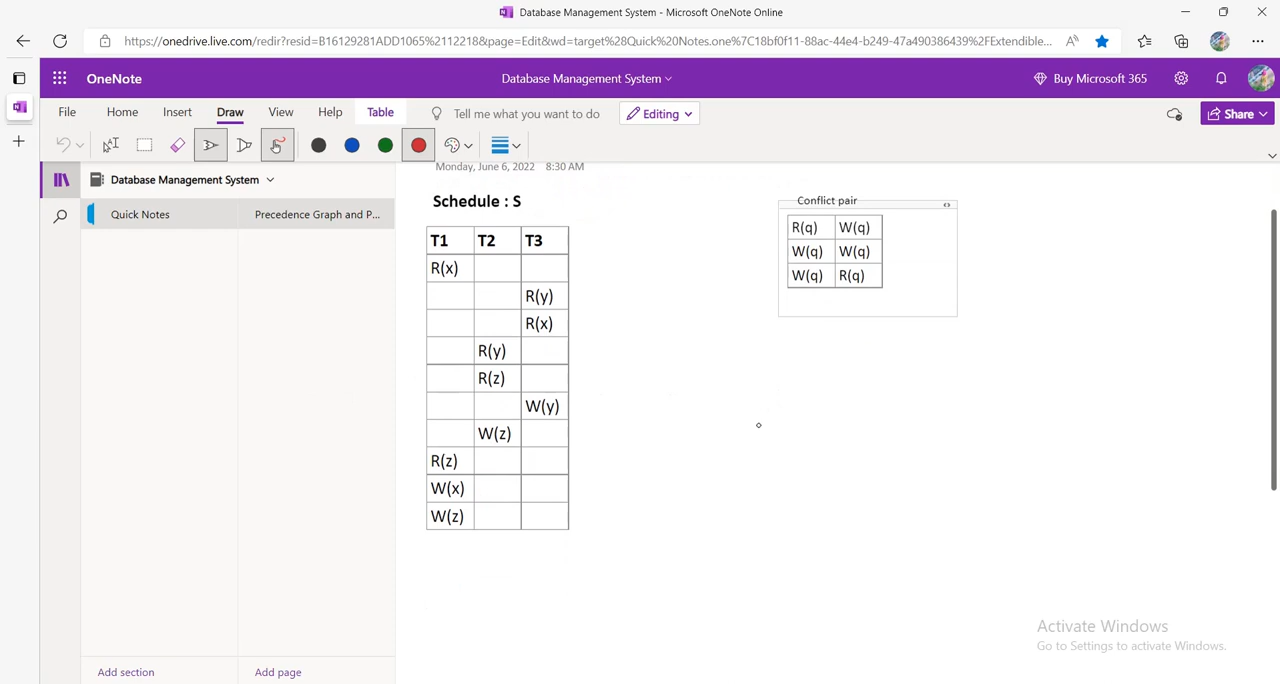 Database Management System - Microsoft OneNote Online
https://onedrive.live.com/redir?resid=B16129281ADD1065%2112218&page=Edit&wd=target%28Quick%20Notes.one%7C18bf0f11-88ac-44e4-b249-47a490386439%2FExtendible...
OneNote
Database Management System
Buy Microsoft 365
File Home Insert Draw View Help Table Tell me what you want to do Editing Share
Database Management System
Quick Notes
Precedence Graph and P...
Monday, June 6, 2022 8:30 AM
Schedule : S
T1 T2 T3
R(x)
R(y)
R(x)
R(y)
R(z)
W(y)
W(z)
R(z)
W(x)
W(z)
Conflict pair
R(q) W(q)
W(q) W(q)
W(q) R(q)
Activate Windows
Go to Settings to activate Windows.
Add section
Add page